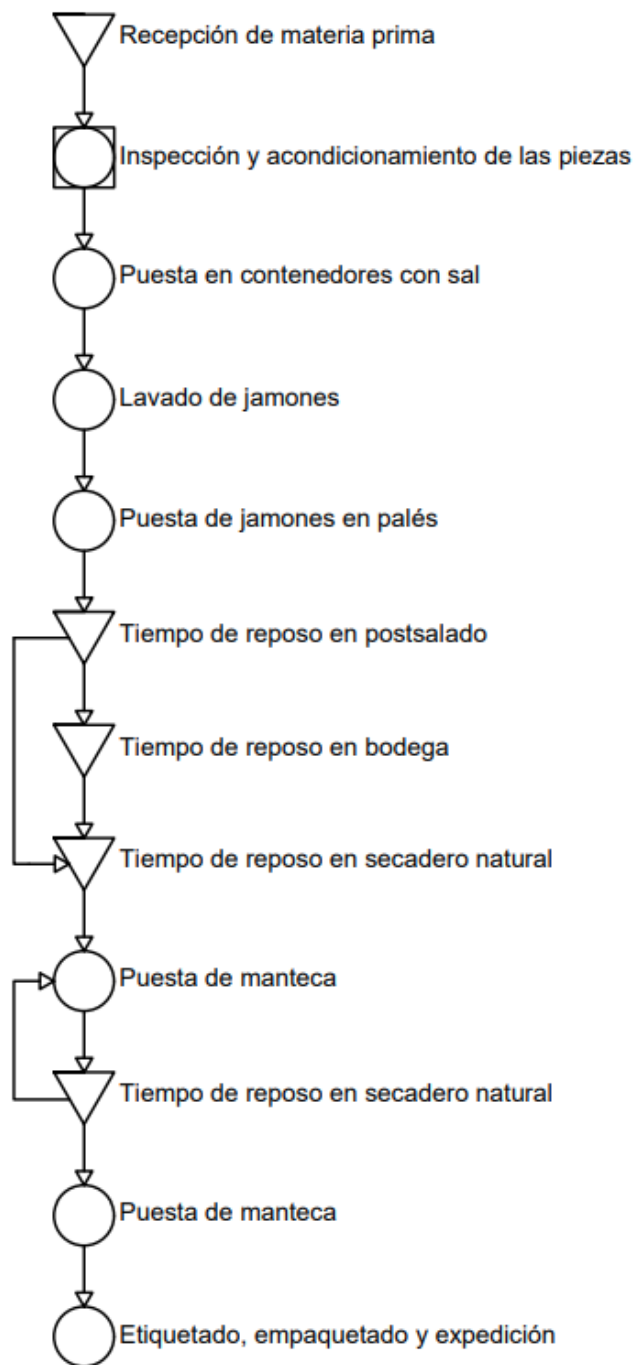 Recepción de materia prima
Inspección y acondicionamiento de las piezas
Puesta en contenedores con sal
Lavado de jamones
Puesta de jamones en palés
Tiempo de reposo en postsalado
Tiempo de reposo en bodega
Tiempo de reposo en secadero natural
Puesta de manteca
Tiempo de reposo en secadero natural
Puesta de manteca
Etiquetado, empaquetado y expedición